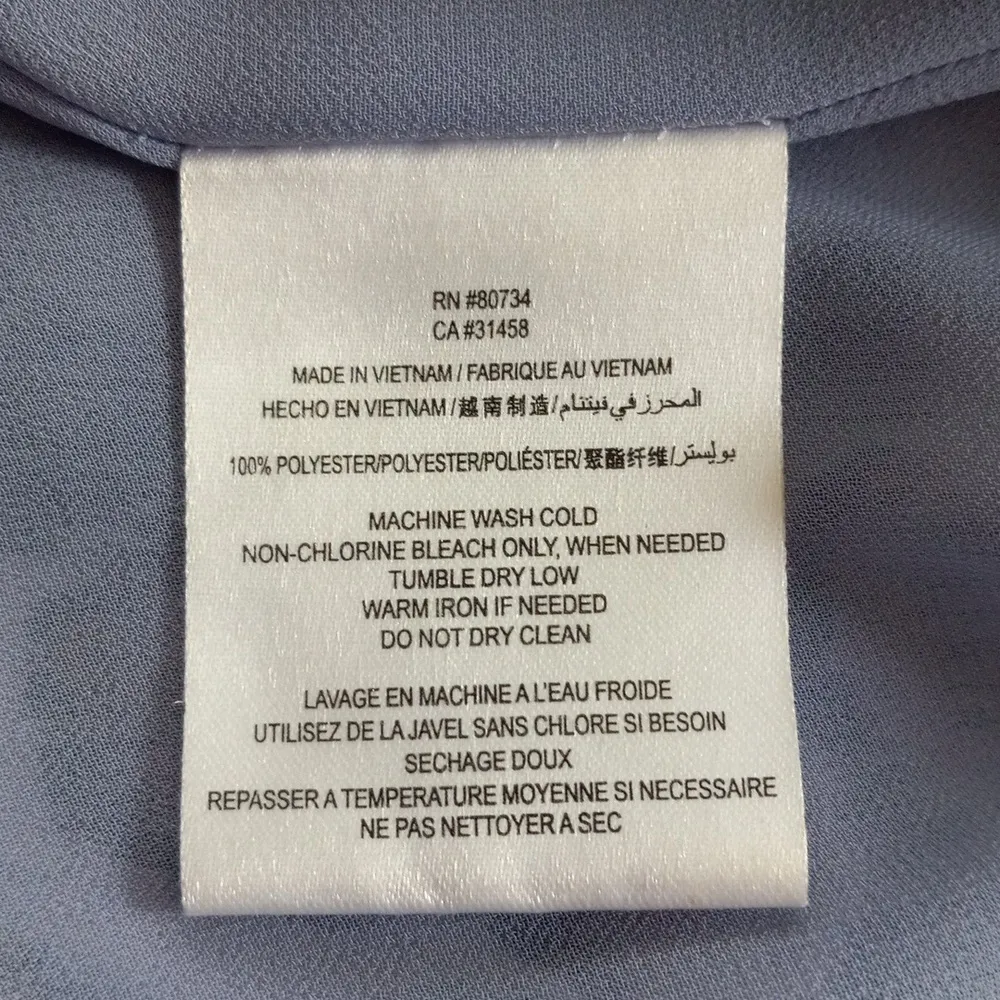 RN #80734
CA #31458
MADE IN VIETNAM / FABRIQUE AU VIETNAM
HECHO EN VIETNAM /越南制造/المحرز في فيتنام
100% POLYESTER/POLYESTER/POLIÉSTER/聚酯纤维/بوليستر
MACHINE WASH COLD
NON-CHLORINE BLEACH ONLY, WHEN NEEDED
TUMBLE DRY LOW
WARM IRON IF NEEDED
DO NOT DRY CLEAN
LAVAGE EN MACHINE A L'EAU FROIDE
UTILISEZ DE LA JAVEL SANS CHLORE SI BESOIN
SECHAGE DOUX
REPASSER A TEMPERATURE MOYENNE SI NECESSAIRE
NE PAS NETTOYER A SEC